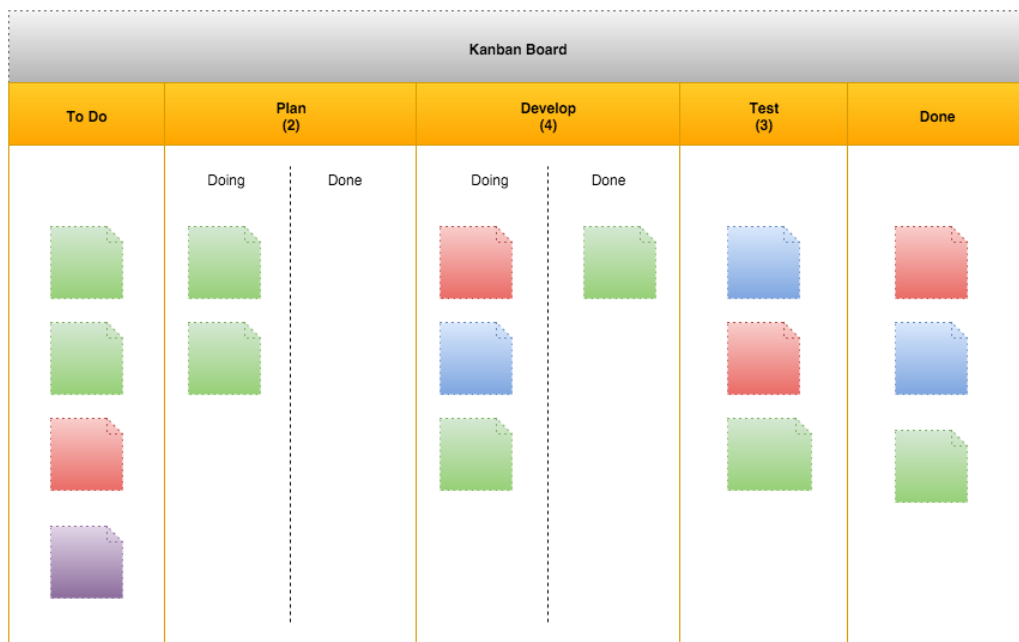 Kanban Board
To Do
Plan
(2)
Develop
(4)
Test
(3)
Done
Doing
Done
Doing
Done